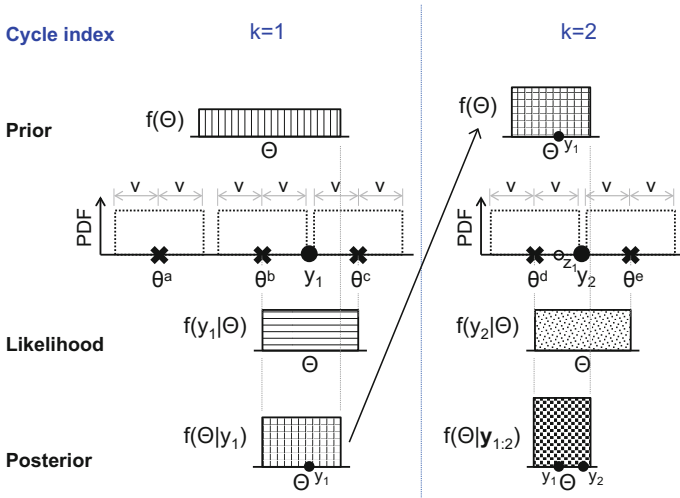 Cycle index k=1 k=2
Prior f(Θ) Θ f(Θ) Θ y₁
v v v v v v v v v v
PDF θᵃ θᵇ y₁ θᶜ PDF θᵈ z₁ y₂ θᵉ
Likelihood f(y₁|Θ) Θ f(y₂|Θ) Θ
Posterior f(Θ|y₁) Θ y₁ f(Θ|y₁:₂) y₁ Θ y₂